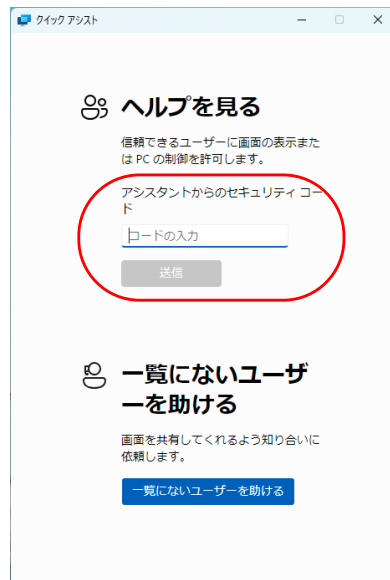 クイック アシスト
ヘルプを見る
信頼できるユーザーに画面の表示また
は PC の制御を許可します。
アシスタントからのセキュリティ コー
ド
コードの入力
送信
一覧にないユーザ
ーを助ける
画面を共有してくれるよう知り合いに
依頼します。
一覧にないユーザーを助ける